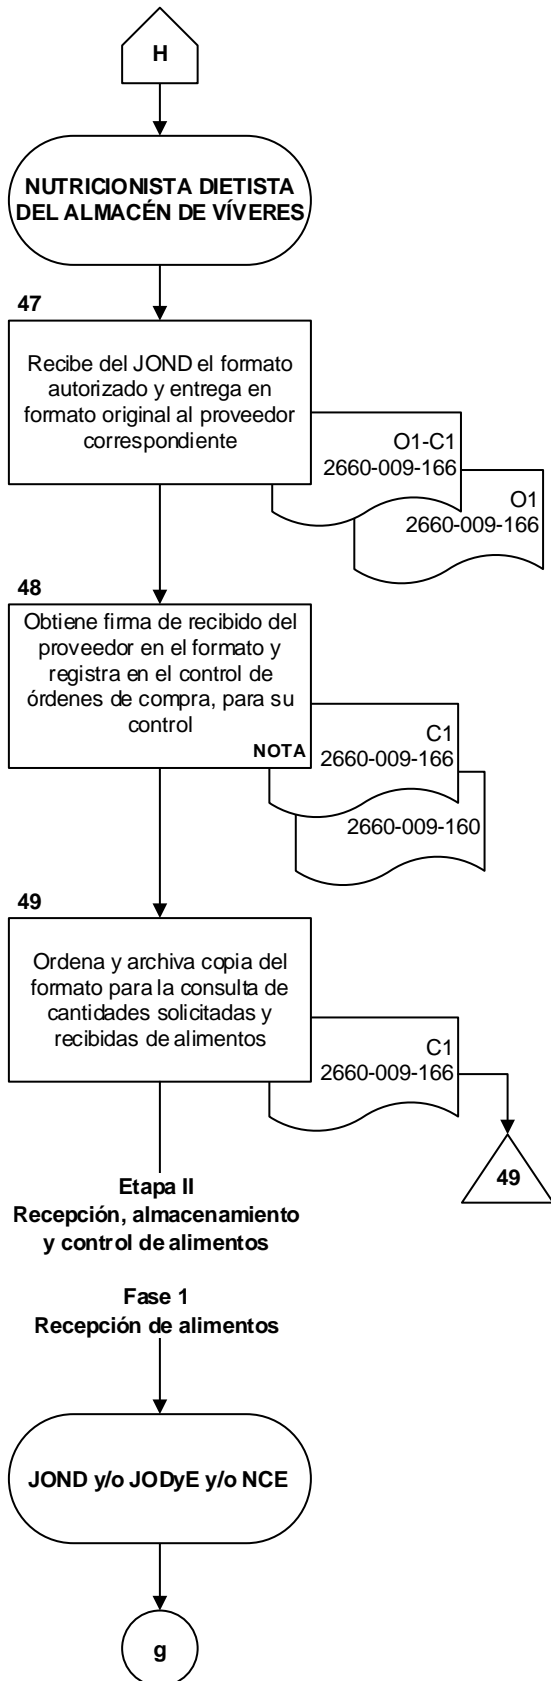 H
NUTRICIONISTA DIETISTA
DEL ALMACÉN DE VÍVERES
47
Recibe del JOND el formato
autorizado y entrega en
formato original al proveedor
correspondiente
O1-C1
2660-009-166
O1
2660-009-166
48
Obtiene firma de recibido del
proveedor en el formato y
registra en el control de
órdenes de compra, para su
control
NOTA
C1
2660-009-166
2660-009-160
49
Ordena y archiva copia del
formato para la consulta de
cantidades solicitadas y
recibidas de alimentos
C1
2660-009-166
49
Etapa II
Recepción, almacenamiento
y control de alimentos
Fase 1
Recepción de alimentos
JOND y/o JODyE y/o NCE
g